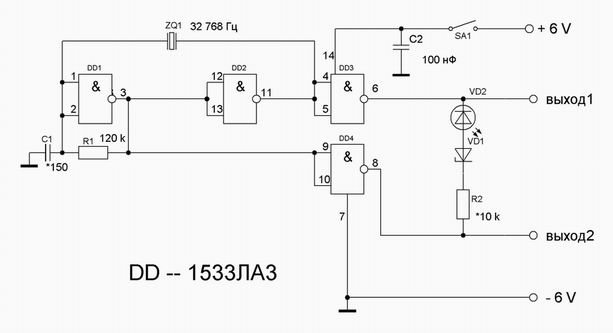 ZQ1 32 768 Гц
C2
SA1
+ 6 V
14
100 нФ
DD1
DD2
DD3
1
&
3
12
&
11
4
&
6
VD2
выход1
2
13
5
C1
R1
120 k
DD4
VD1
*150
9
&
8
10
R2
*10 k
7
выход2
DD -- 1533ЛА3
- 6 V